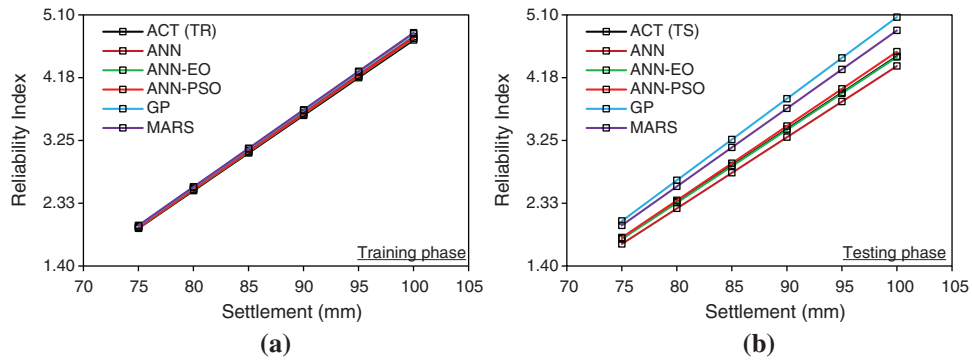 5.10
4.18
3.25
2.33
1.40
Reliability Index
ACT (TR)
ANN
ANN-EO
ANN-PSO
GP
MARS
Training phase
70 75 80 85 90 95 100 105
Settlement (mm)
(a)
5.10
4.18
3.25
2.33
1.40
Reliability Index
ACT (TS)
ANN
ANN-EO
ANN-PSO
GP
MARS
Testing phase
70 75 80 85 90 95 100 105
Settlement (mm)
(b)